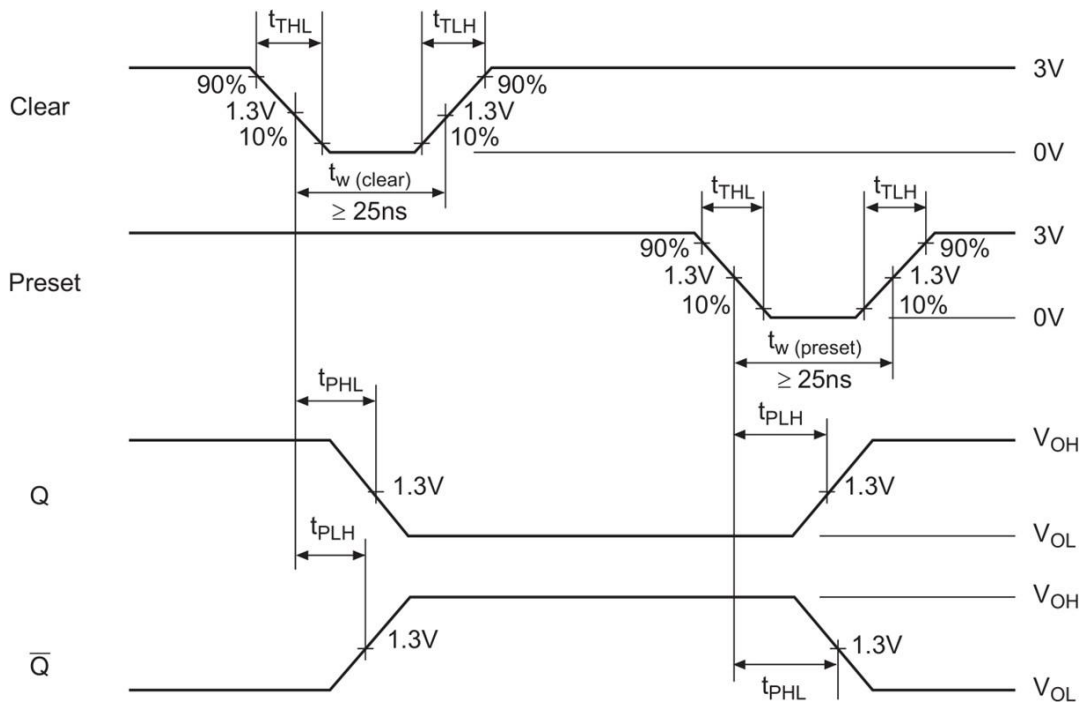 tTHL tTLH
90% 90% 3V
Clear 1.3V 1.3V
10% 10%
0V
tw (clear)
≥ 25ns
tTHL tTLH
90% 90% 3V
Preset 1.3V 1.3V
10% 10%
0V
tw (preset)
≥ 25ns
tPHL tPLH
VOH
Q 1.3V 1.3V
tPLH
VOL
VOH
Q̅ 1.3V 1.3V
tPHL
VOL